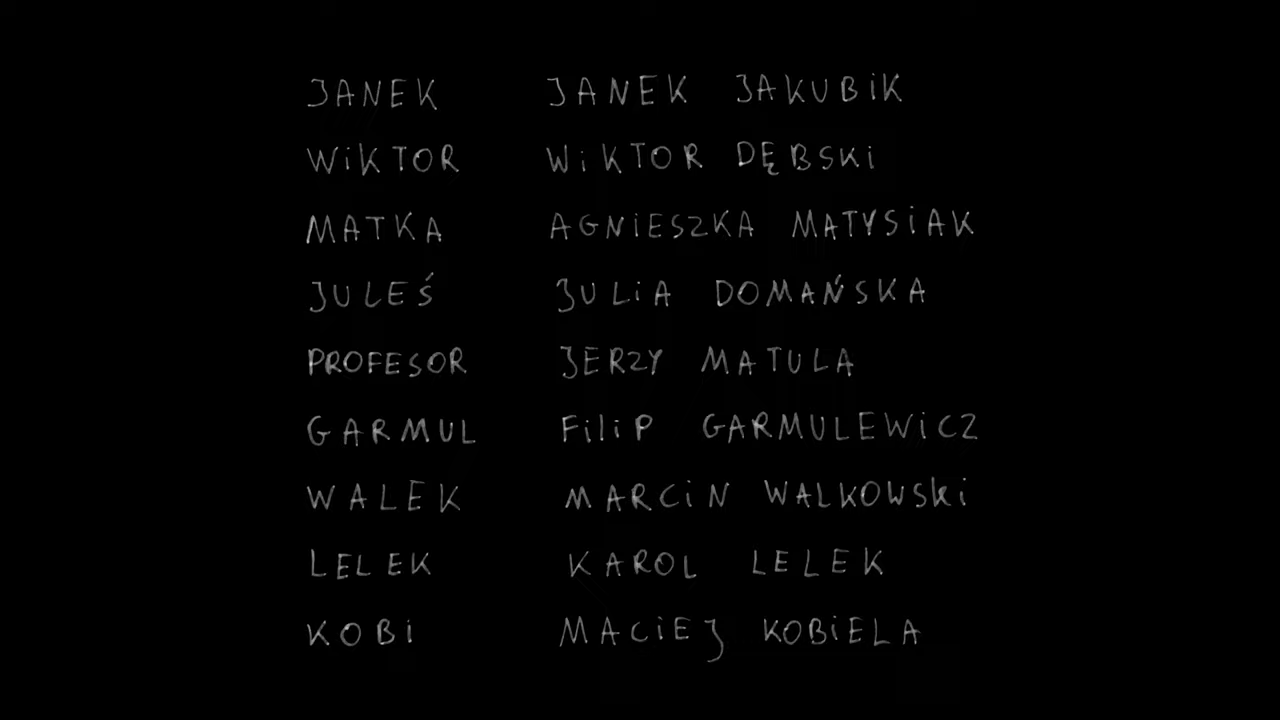 JANEK JANEK JAKUBiK
WiKTOR WiKTOR DĘBSKi
MATKA AGNiESZKA MATYSiAK
JULEŚ JULiA DOMAŃSKA
PROFESOR JERZY MATULA
GARMUL FiliP GARMULEWiCZ
WALEK MARCiN WALKOWSki
LELEK KAROL LELEK
KOBi MACiEJ KOBiELA